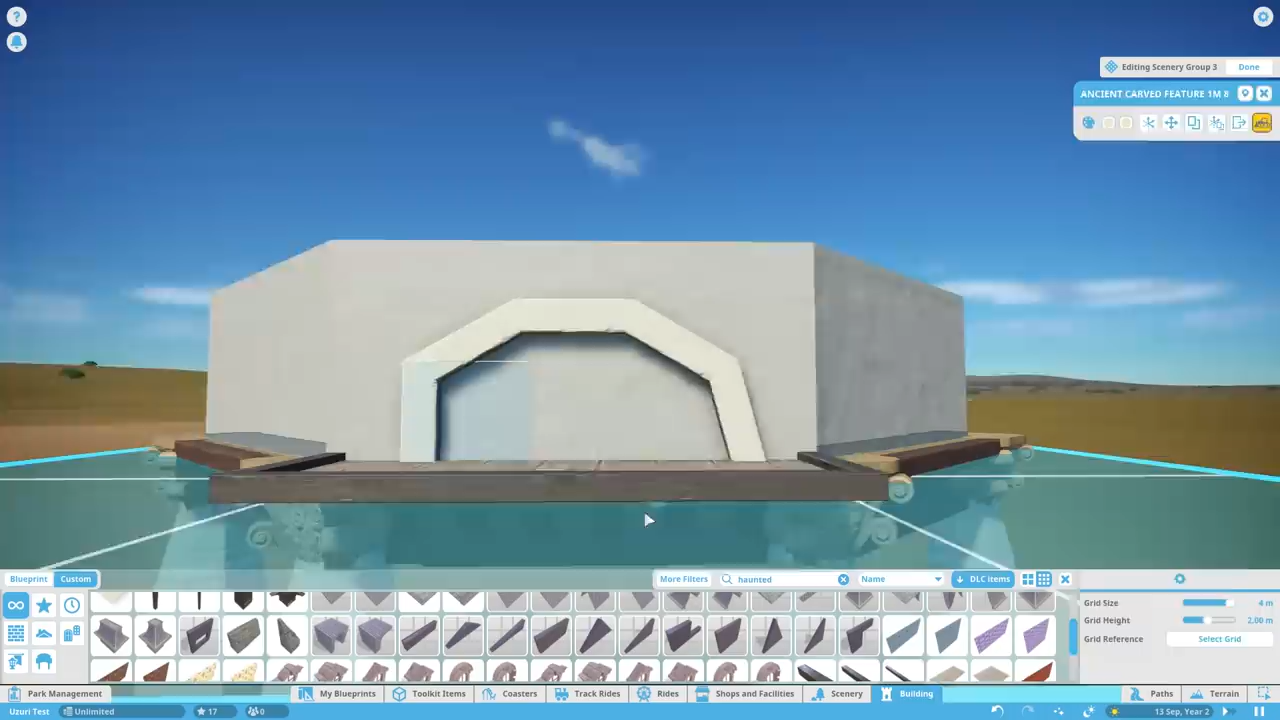 ?
Editing Scenery Group 3 Done
ANCIENT CARVED FEATURE 1M 8
Blueprint Custom More Filters haunted Name DLC items
Grid Size 4 m
Grid Height 2.00 m
Grid Reference Select Grid
Park Management My Blueprints Toolkit Items Coasters Track Rides Rides Shops and Facilities Scenery Building Paths Terrain
Uzuri Test Unlimited 17 0 13 Sep, Year 2